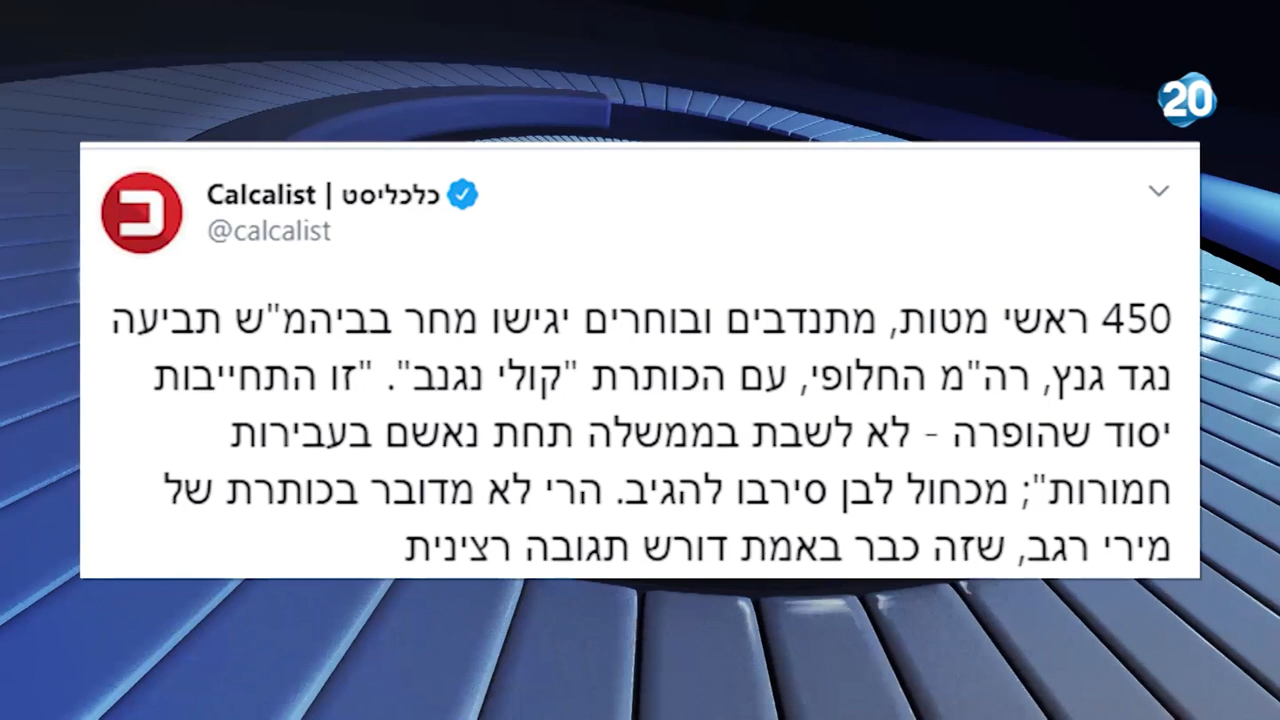 20
Calcalist | כלכליסט
@calcalist
450 ראשי מטות, מתנדבים ובוחרים יגישו מחר בביהמ"ש תביעה
נגד גנץ, רה"מ החלופי, עם הכותרת "קולי נגנב". "זו התחייבות
יסוד שהופרה - לא לשבת בממשלה תחת נאשם בעבירות
חמורות"; מכחול לבן סירבו להגיב. הרי לא מדובר בכותרת של
מירי רגב, שזה כבר באמת דורש תגובה רצינית